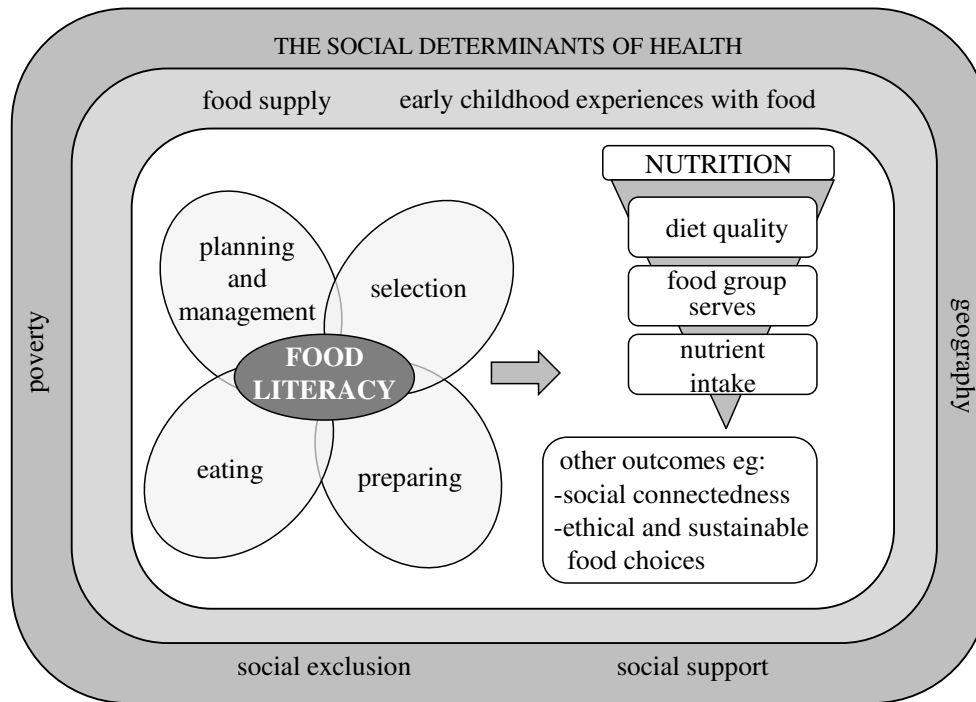 THE SOCIAL DETERMINANTS OF HEALTH
food supply
early childhood experiences with food
poverty
geography
planning
and
management
selection
FOOD
LITERACY
eating
preparing
NUTRITION
diet quality
food group
serves
nutrient
intake
other outcomes eg:
-social connectedness
-ethical and sustainable
food choices
social exclusion
social support